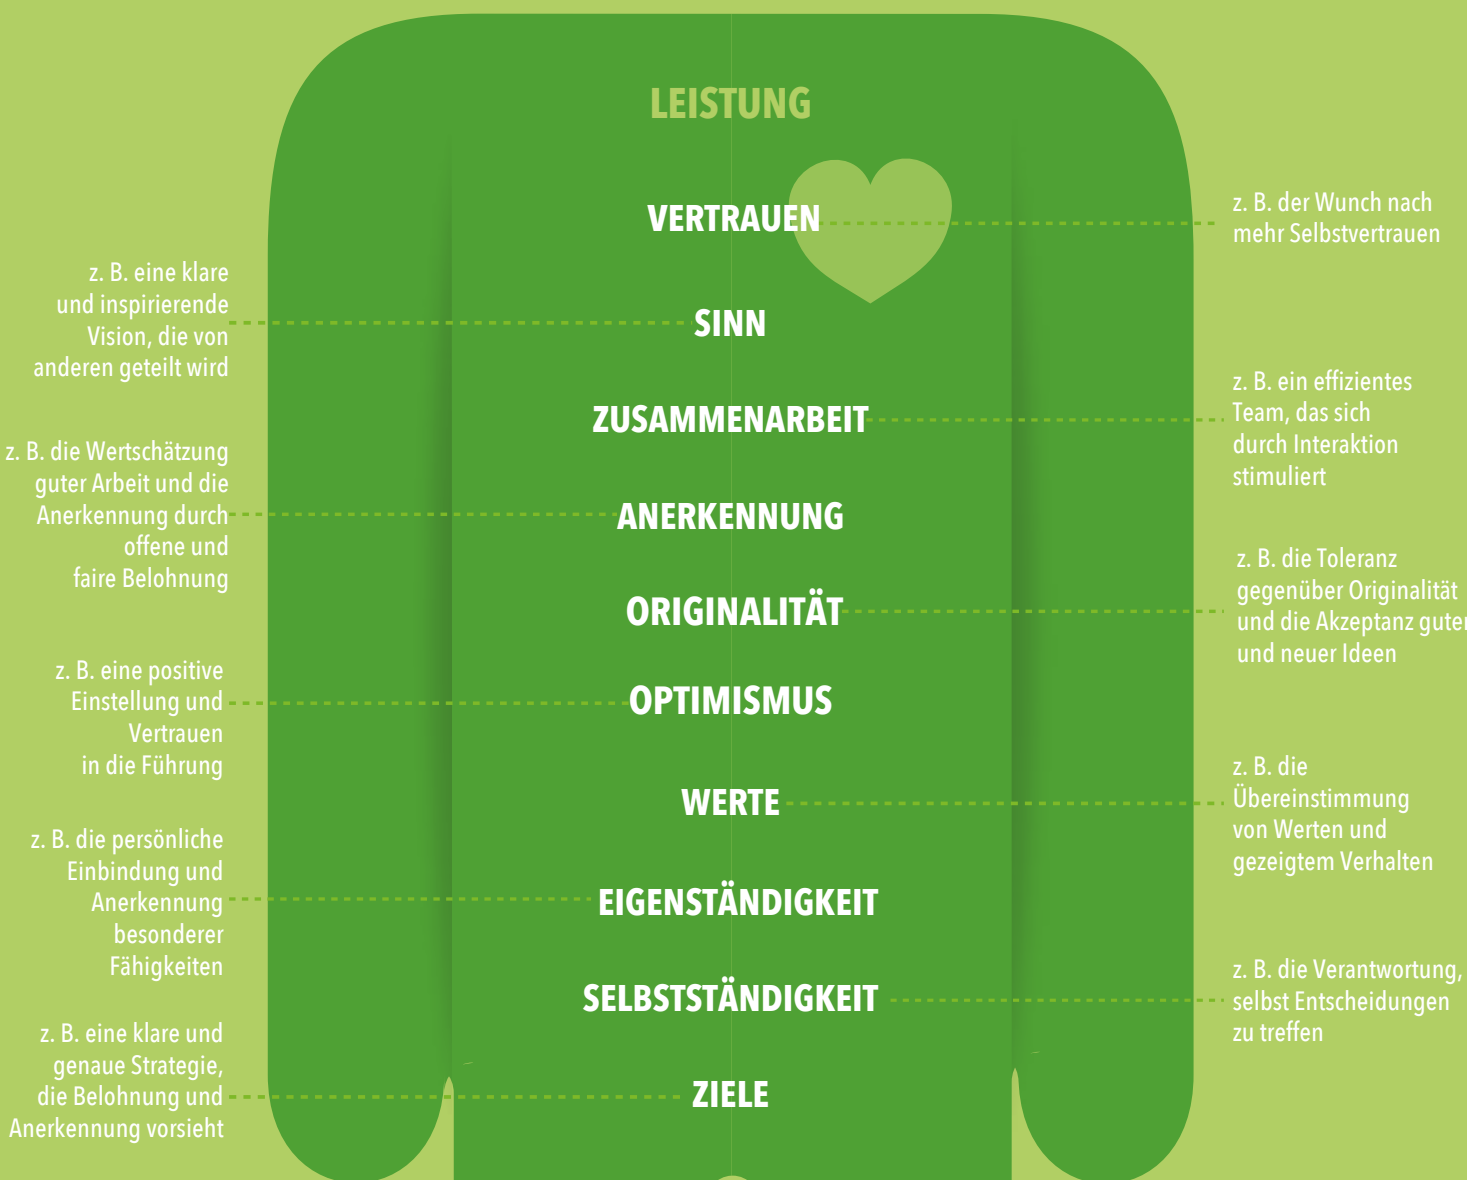 LEISTUNG
VERTRAUEN
z. B. der Wunch nach
mehr Selbstvertrauen
z. B. eine klare
und inspirierende
Vision, die von
anderen geteilt wird
SINN
ZUSAMMENARBEIT
z. B. ein effizientes
Team, das sich
durch Interaktion
stimuliert
z. B. die Wertschätzung
guter Arbeit und die
Anerkennung durch
offene und
faire Belohnung
ANERKENNUNG
ORIGINALITÄT
z. B. die Toleranz
gegenüber Originalität
und die Akzeptanz guter
und neuer Ideen
z. B. eine positive
Einstellung und
Vertrauen
in die Führung
OPTIMISMUS
WERTE
z. B. die
Übereinstimmung
von Werten und
gezeigtem Verhalten
z. B. die persönliche
Einbindung und
Anerkennung
besonderer
Fähigkeiten
EIGENSTÄNDIGKEIT
SELBSTSTÄNDIGKEIT
z. B. die Verantwortung,
selbst Entscheidungen
zu treffen
z. B. eine klare und
genaue Strategie,
die Belohnung und
Anerkennung vorsieht
ZIELE